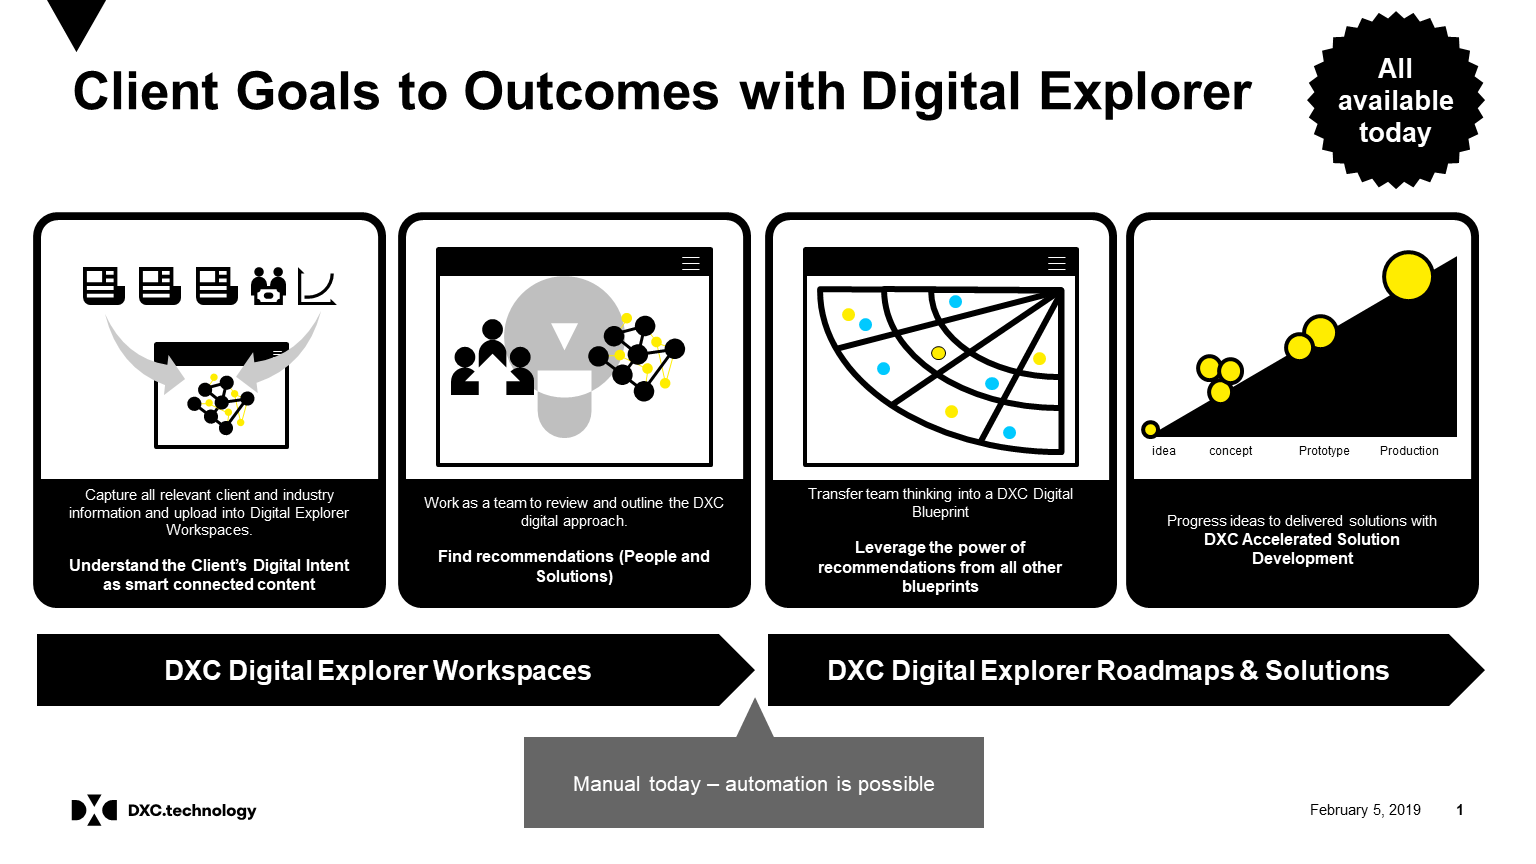 Client Goals to Outcomes with Digital Explorer
All
available
today
Capture all relevant client and industry
information and upload into Digital Explorer
Workspaces.
Understand the Client’s Digital Intent
as smart connected content
Work as a team to review and outline the DXC
digital approach.
Find recommendations (People and
Solutions)
Transfer team thinking into a DXC Digital
Blueprint
Leverage the power of
recommendations from all other
blueprints
idea
concept
Prototype
Production
Progress ideas to delivered solutions with
DXC Accelerated Solution
Development
DXC Digital Explorer Workspaces
DXC Digital Explorer Roadmaps & Solutions
Manual today – automation is possible
DXC.technology
February 5, 2019
1